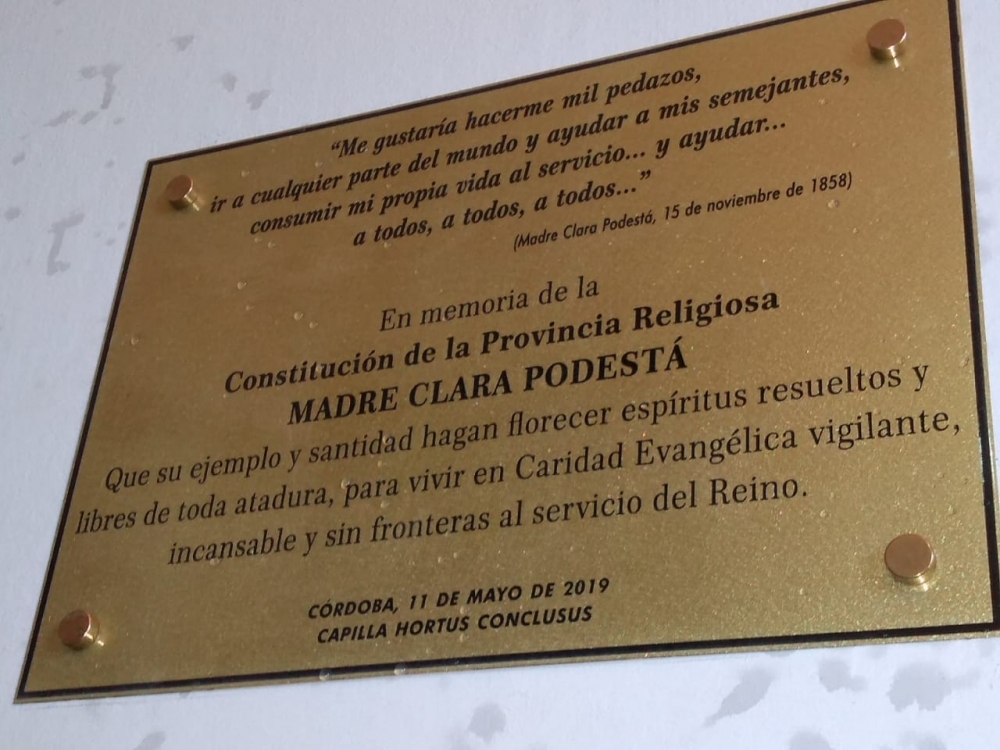 “Me gustaría hacerme mil pedazos,
ir a cualquier parte del mundo y ayudar a mis semejantes,
consumir mi propia vida al servicio... y ayudar...
a todos, a todos, a todos...”
(Madre Clara Podestá, 15 de noviembre de 1858)
En memoria de la
Constitución de la Provincia Religiosa
MADRE CLARA PODESTÁ
Que su ejemplo y santidad hagan florecer espíritus resueltos y
libres de toda atadura, para vivir en Caridad Evangélica vigilante,
incansable y sin fronteras al servicio del Reino.
CÓRDOBA, 11 DE MAYO DE 2019
CAPILLA HORTUS CONCLUSUS